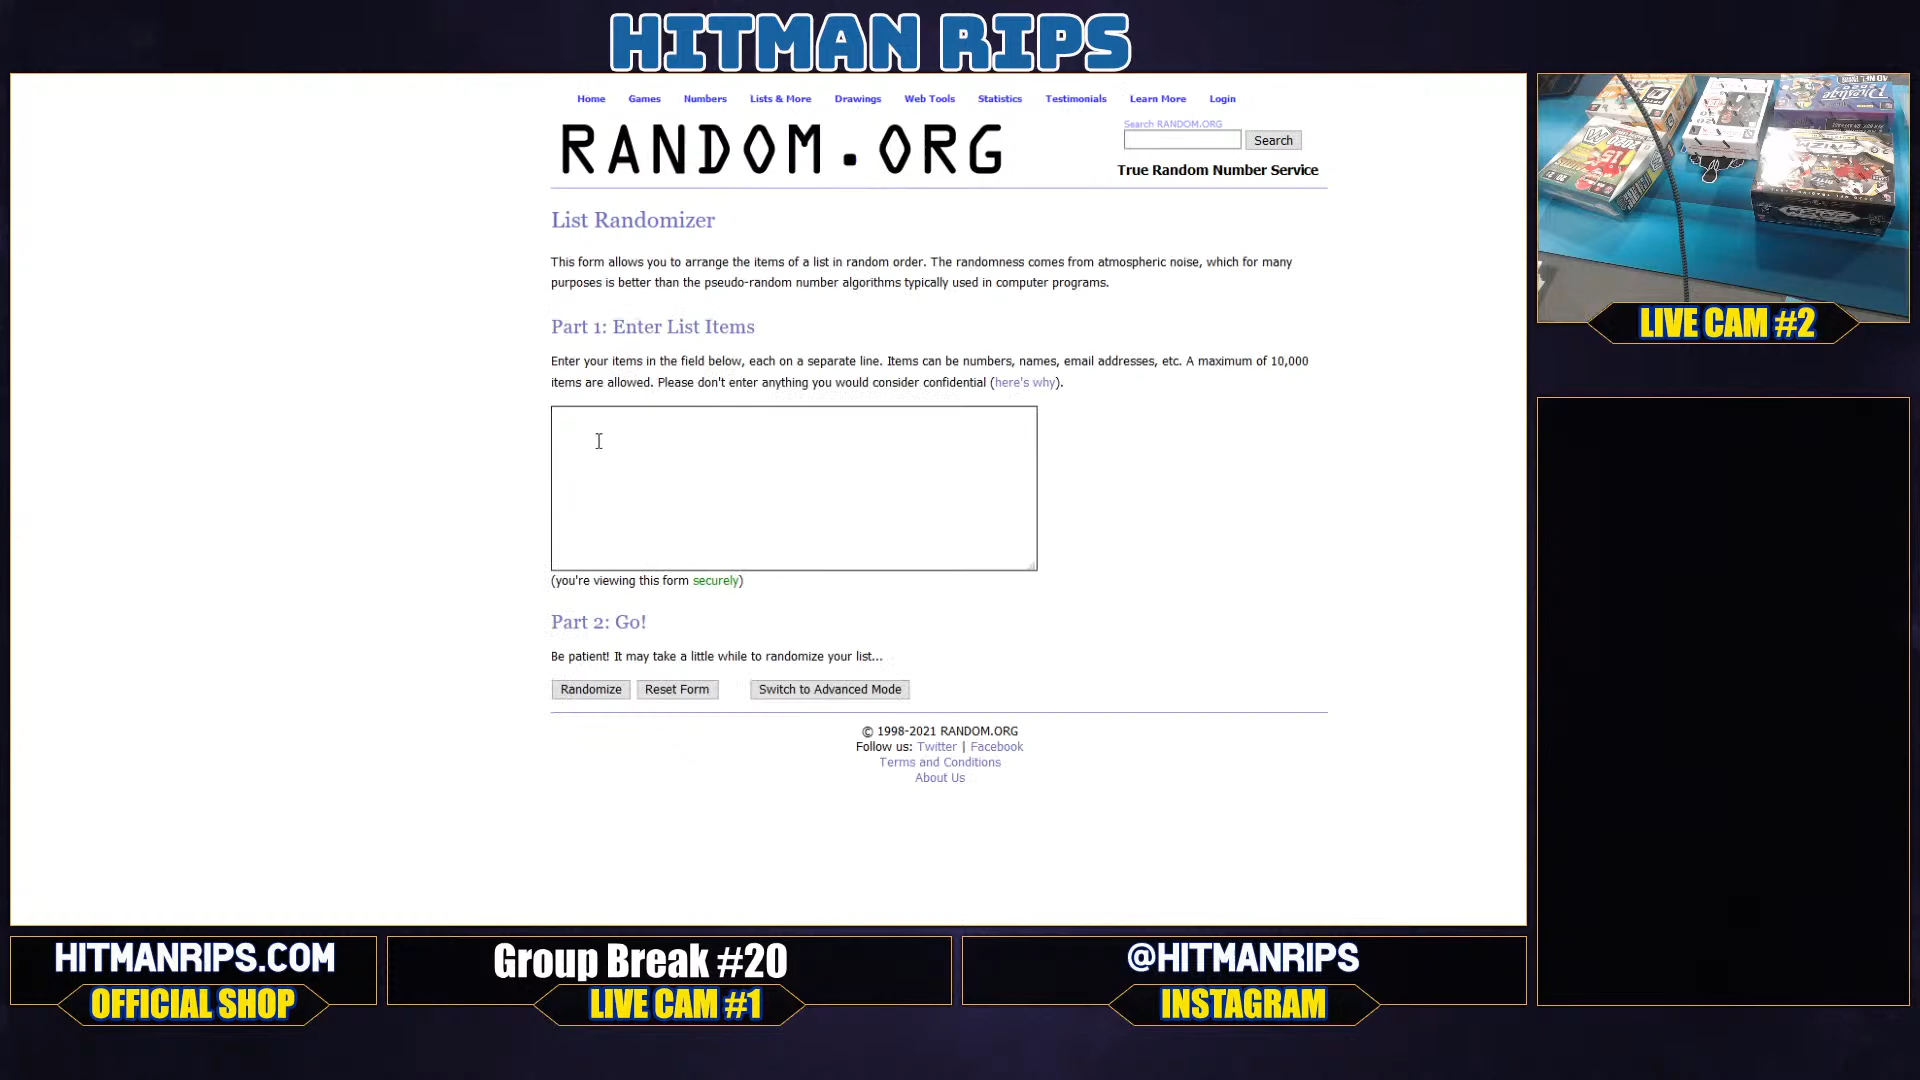 HITMAN RIPS
Home Games Numbers Lists & More Drawings Web Tools Statistics Testimonials Learn More Login
RANDOM.ORG
Search RANDOM.ORG
Search
True Random Number Service
List Randomizer
This form allows you to arrange the items of a list in random order. The randomness comes from atmospheric noise, which for many
purposes is better than the pseudo-random number algorithms typically used in computer programs.
Part 1: Enter List Items
Enter your items in the field below, each on a separate line. Items can be numbers, names, email addresses, etc. A maximum of 10,000
items are allowed. Please don't enter anything you would consider confidential (here's why).
(you're viewing this form securely)
Part 2: Go!
Be patient! It may take a little while to randomize your list...
Randomize Reset Form Switch to Advanced Mode
© 1998-2021 RANDOM.ORG
Follow us: Twitter | Facebook
Terms and Conditions
About Us
Prestige
PRIZM
LIVE CAM #2
HITMANRIPS.COM
OFFICIAL SHOP
Group Break #20
LIVE CAM #1
@HITMANRIPS
INSTAGRAM